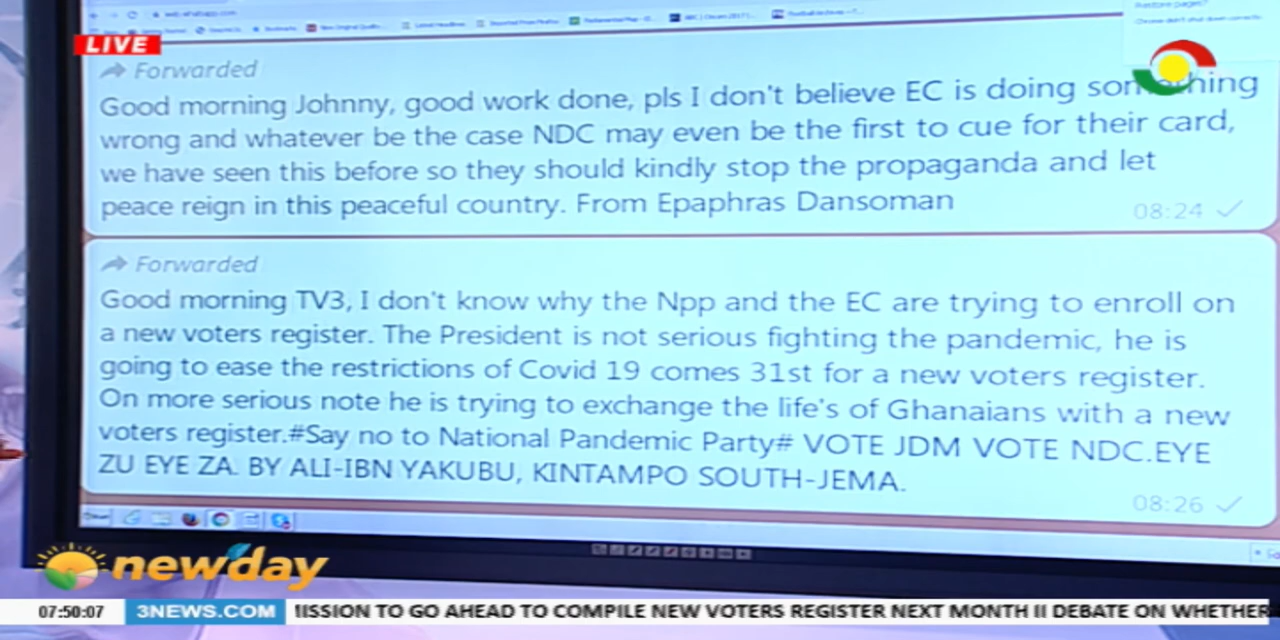 web.whatsapp.com
LIVE
Forwarded
Good morning Johnny, good work done, pls I don't believe EC is doing something
wrong and whatever be the case NDC may even be the first to cue for their card,
we have seen this before so they should kindly stop the propaganda and let
peace reign in this peaceful country. From Epaphras Dansoman
08:24
Forwarded
Good morning TV3, I don't know why the Npp and the EC are trying to enroll on
a new voters register. The President is not serious fighting the pandemic, he is
going to ease the restrictions of Covid 19 comes 31st for a new voters register.
On more serious note he is trying to exchange the life's of Ghanaians with a new
voters register.#Say no to National Pandemic Party# VOTE JDM VOTE NDC.EYE
ZU EYE ZA. BY ALI-IBN YAKUBU, KINTAMPO SOUTH-JEMA.
08:26
newday
07:50:07 3NEWS.COM MISSION TO GO AHEAD TO COMPILE NEW VOTERS REGISTER NEXT MONTH II DEBATE ON WHETHER